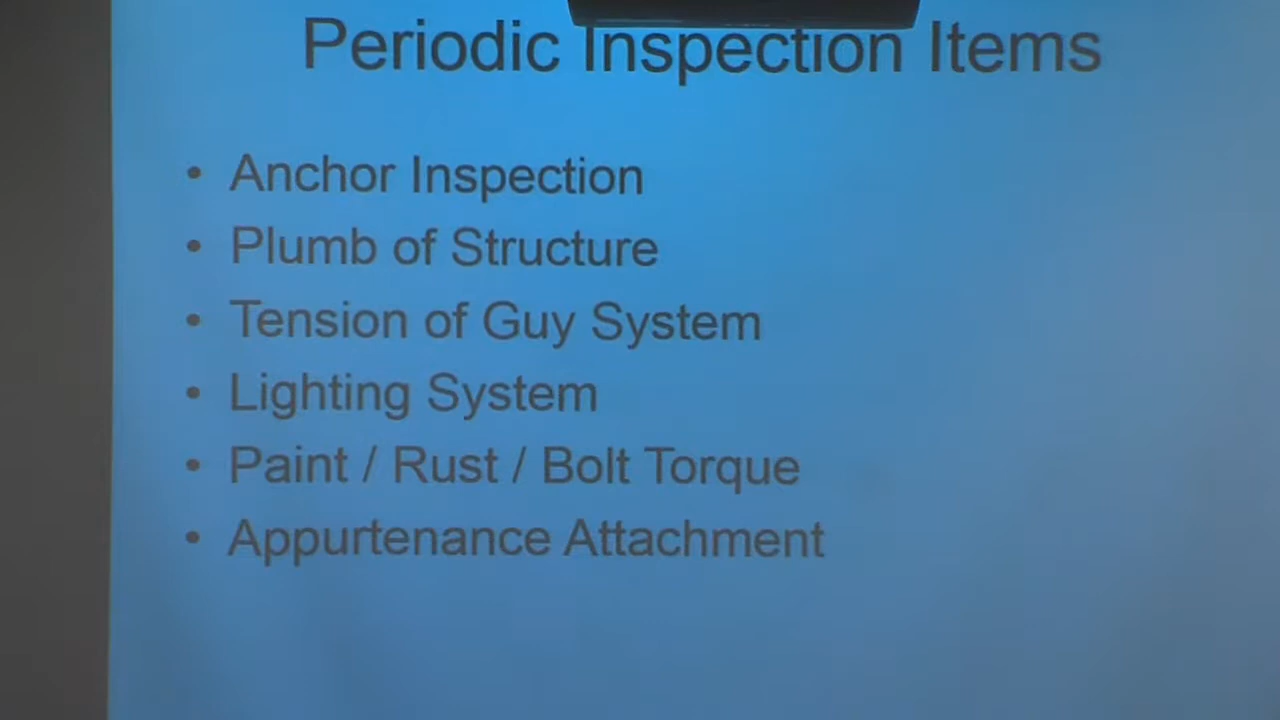 Periodic Inspection Items
• Anchor Inspection
• Plumb of Structure
• Tension of Guy System
• Lighting System
• Paint / Rust / Bolt Torque
• Appurtenance Attachment